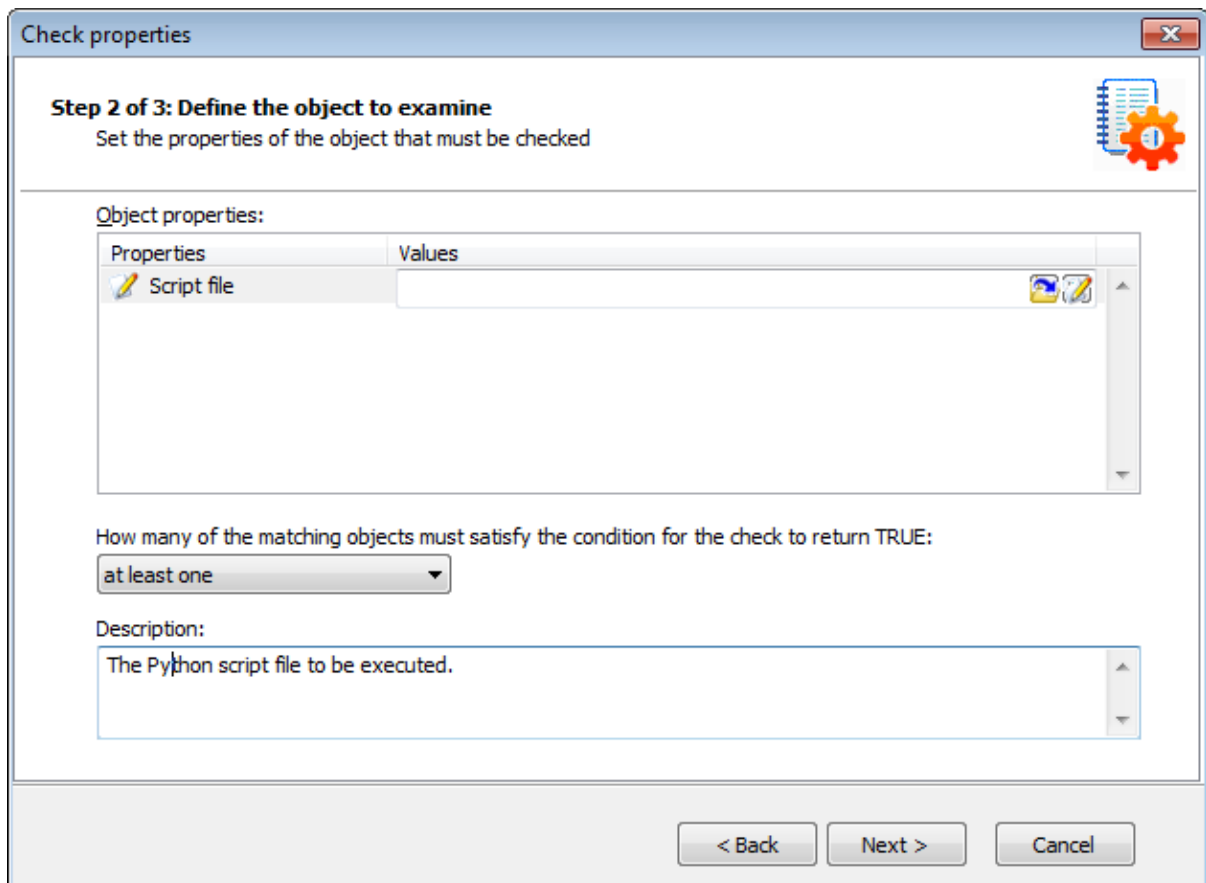 Check properties
Step 2 of 3: Define the object to examine
Set the properties of the object that must be checked
Object properties:
Properties Values
Script file
How many of the matching objects must satisfy the condition for the check to return TRUE:
at least one
Description:
The Python script file to be executed.
< Back Next > Cancel